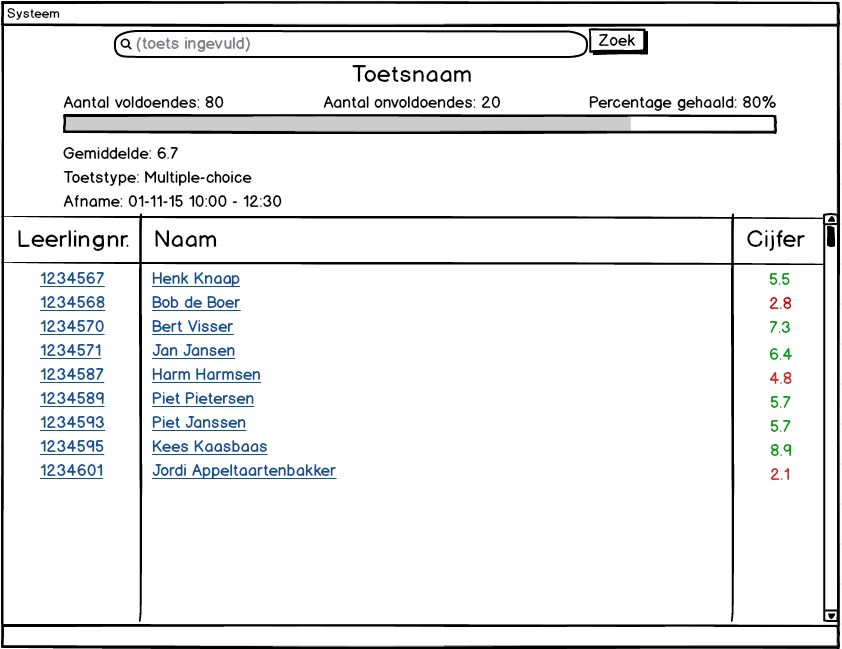 Systeem
(toets ingevuld) Zoek
Toetsnaam
Aantal voldoendes: 80 Aantal onvoldoendes: 20 Percentage gehaald: 80%
Gemiddelde: 6.7
Toetstype: Multiple-choice
Afname: 01-11-15 10:00 - 12:30
Leerlingnr. Naam Cijfer
1234567 Henk Knaap 5.5
1234568 Bob de Boer 2.8
1234570 Bert Visser 7.3
1234571 Jan Jansen 6.4
1234587 Harm Harmsen 4.8
1234589 Piet Pietersen 5.7
1234593 Piet Janssen 5.7
1234595 Kees Kaasbaas 8.9
1234601 Jordi Appeltaartenbakker 2.1